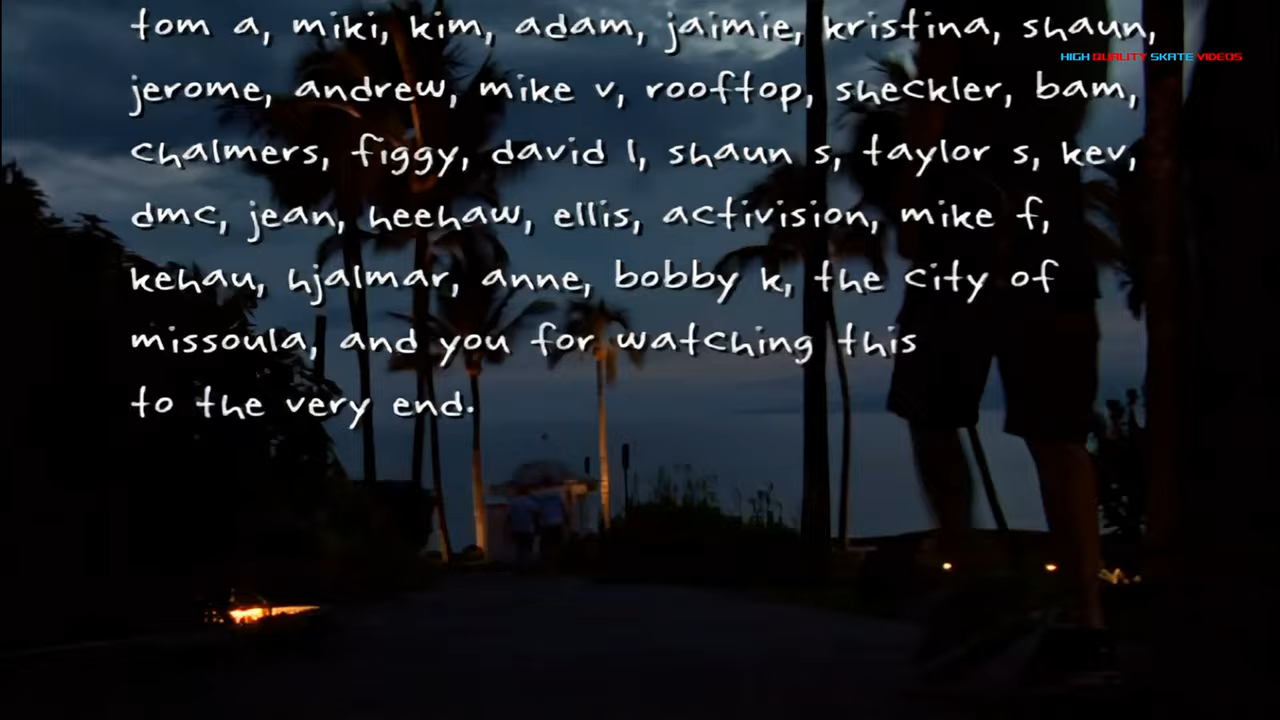 tom a, miki, kim, adam, jaimie, kristina, shaun,
HIGH QUALITY SKATE VIDEOS
jerome, andrew, mike v, rooftop, sheckler, bam,
chalmers, figgy, david l, shaun s, taylor s, kev,
dmc, jean, heehaw, ellis, activision, mike f,
kehau, hjalmar, anne, bobby k, the city of
missoula, and you for watching this
to the very end.